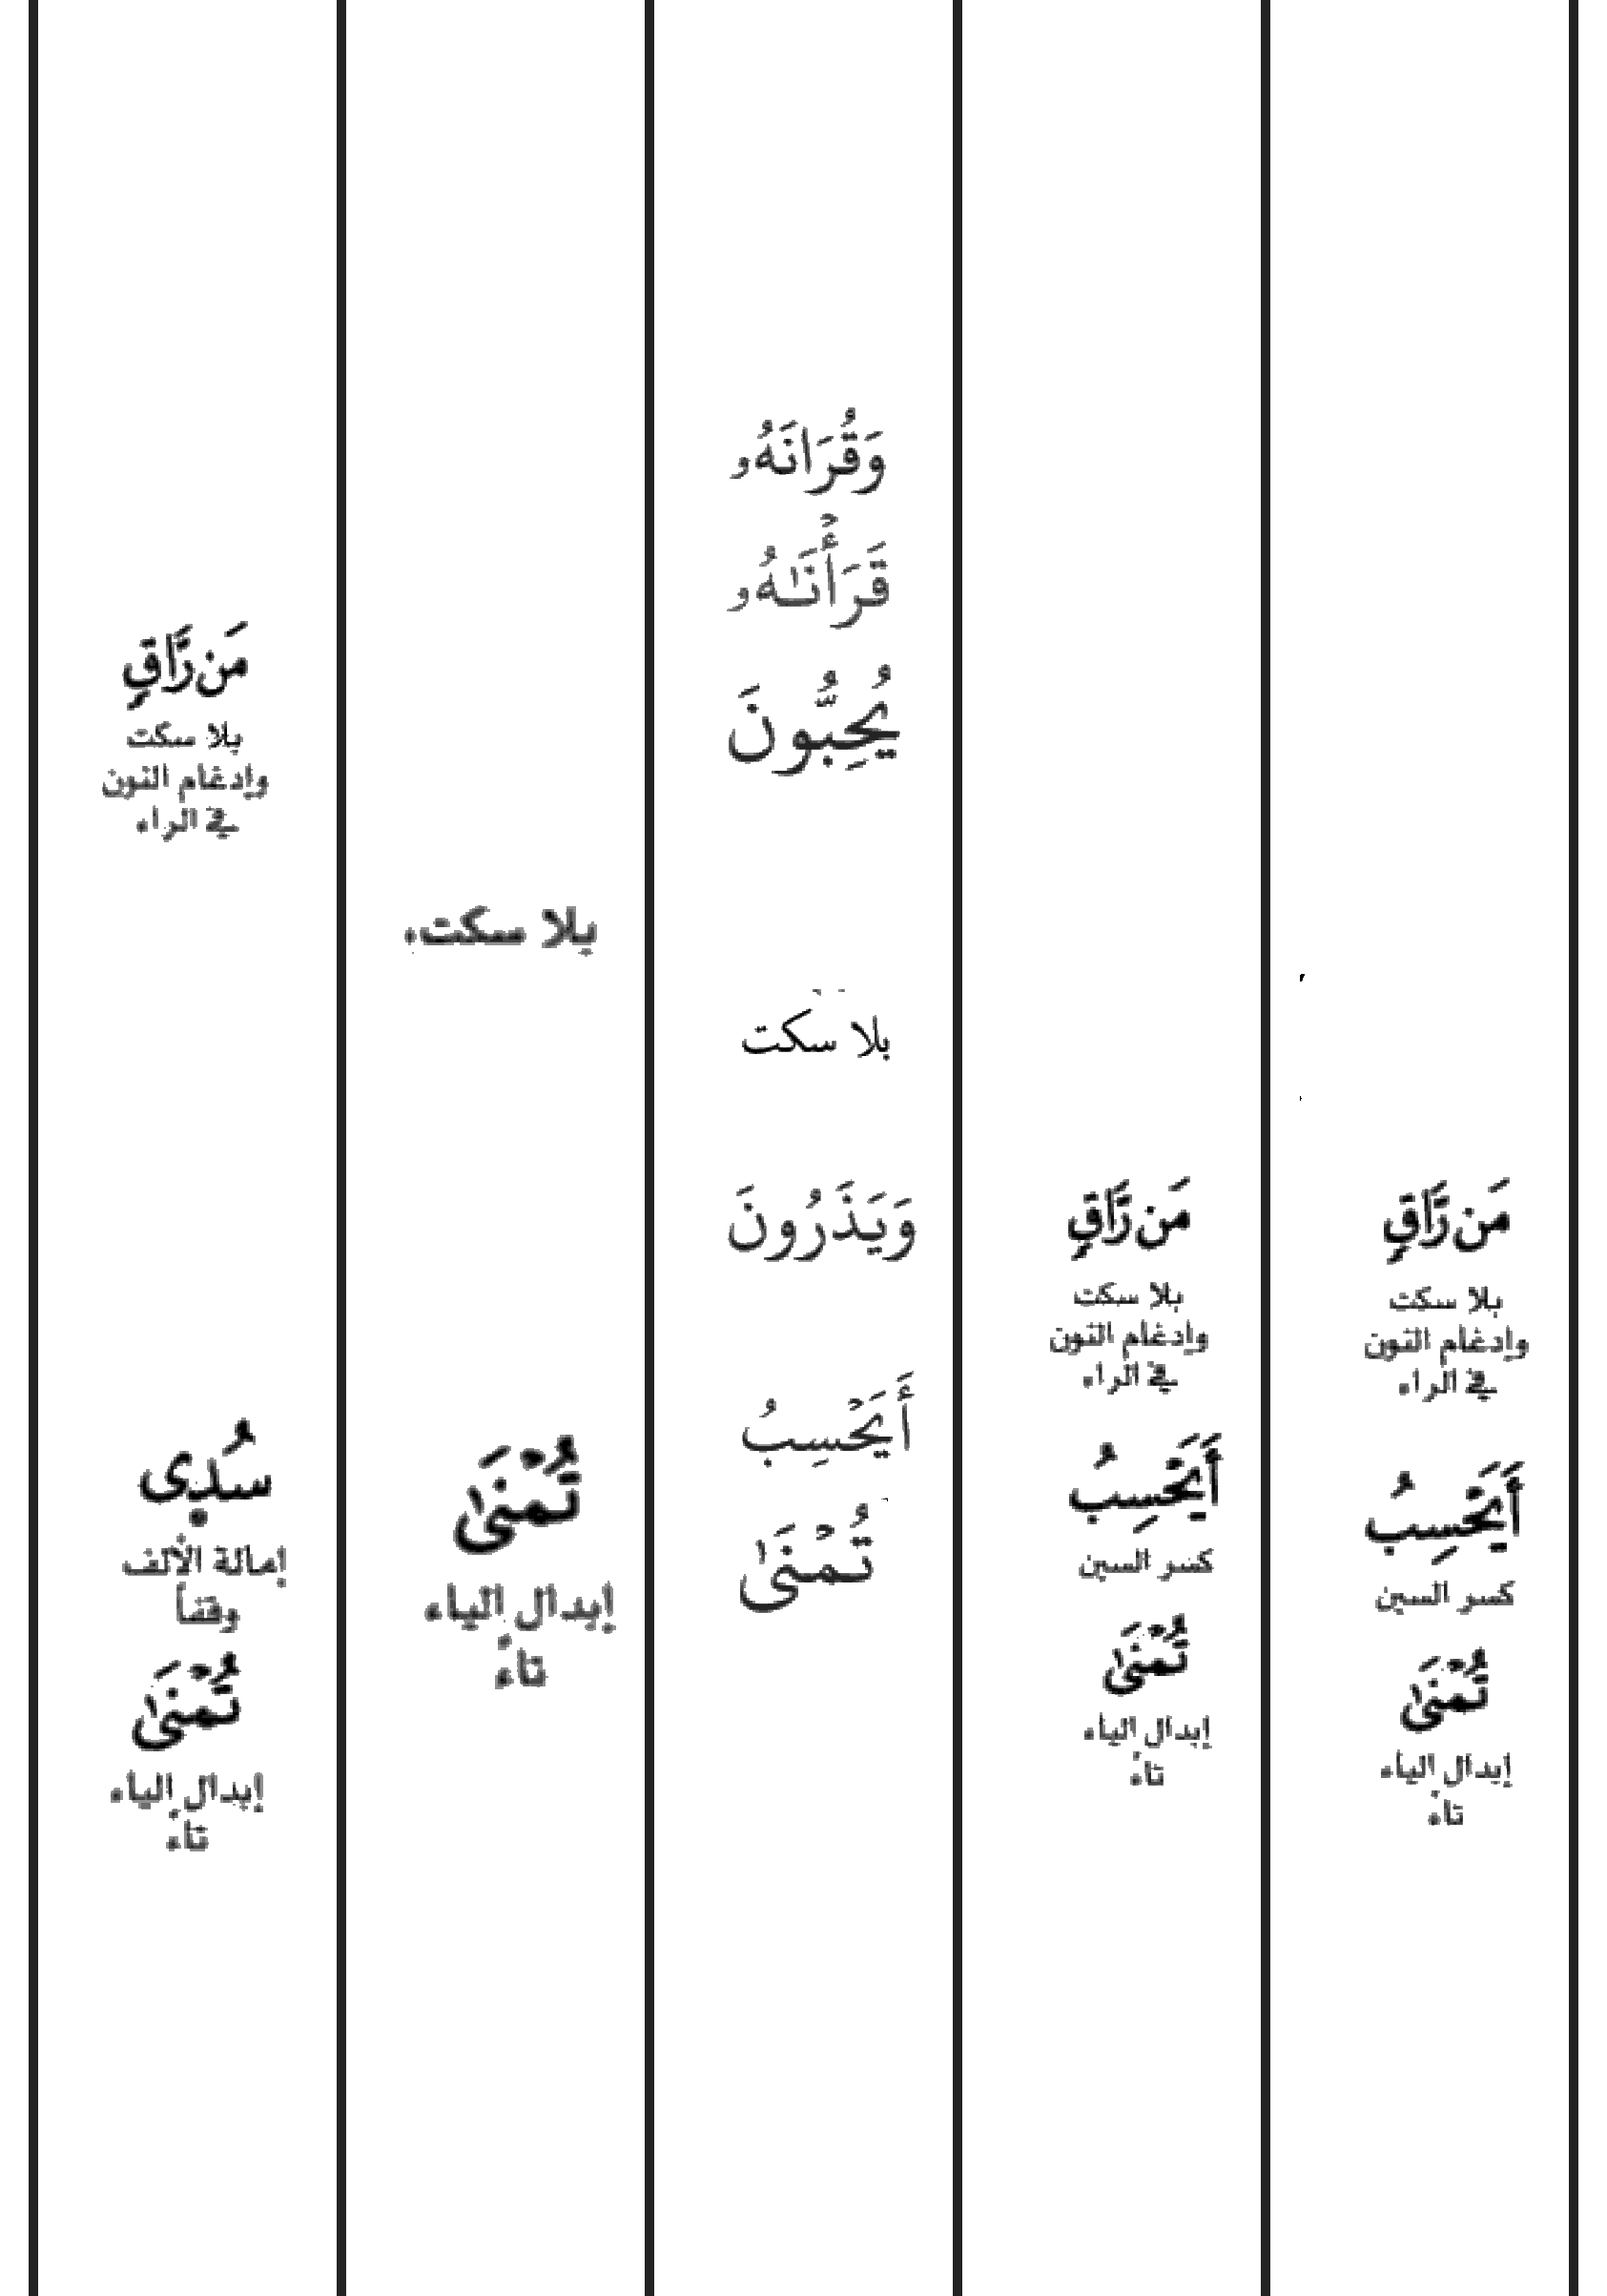 مَن رَّاقٍ
بلا سكت
وإدغام النون
في الراء
أَيَحْسِبُ
كسر السين
تُمْنَىٰ
إبدال الياء
تاءً
مَن رَّاقٍ
بلا سكت
وإدغام النون
في الراء
أَيَحْسِبُ
كسر السين
تُمْنَىٰ
إبدال الياء
تاءً
وَقُرَانَهُۥ
قَرَأْنَٰهُۥ
يُحِبُّونَ
بلا سكت
وَيَذَرُونَ
أَيَحْسِبُ
تُمْنَىٰ
بلا سكت،
تُمْنَىٰ
إبدال الياء
تاءً
مَن رَّاقٍ
بلا سكت
وإدغام النون
في الراء
سُدٜى
إمالة الألف
وقفاً
تُمْنَىٰ
إبدال الياء
تاءً